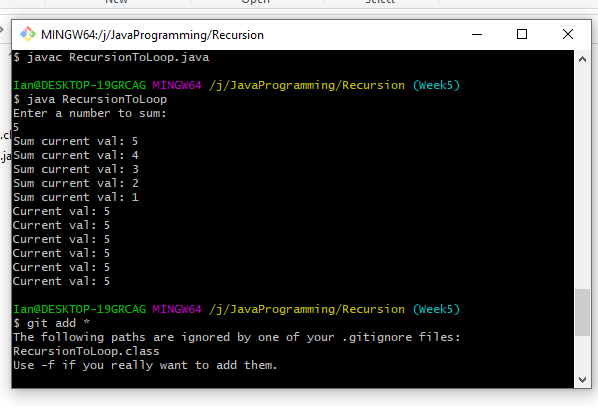 New Open Select
MINGW64:/j/JavaProgramming/Recursion
$ javac RecursionToLoop.java
Ian@DESKTOP-19GRCAG MINGW64 /j/JavaProgramming/Recursion (Week5)
$ java RecursionToLoop
Enter a number to sum:
5
Sum current val: 5
Sum current val: 4
Sum current val: 3
Sum current val: 2
Sum current val: 1
Current val: 5
Current val: 5
Current val: 5
Current val: 5
Current val: 5
Current val: 5
Ian@DESKTOP-19GRCAG MINGW64 /j/JavaProgramming/Recursion (Week5)
$ git add *
The following paths are ignored by one of your .gitignore files:
RecursionToLoop.class
Use -f if you really want to add them.
.cl
.ja